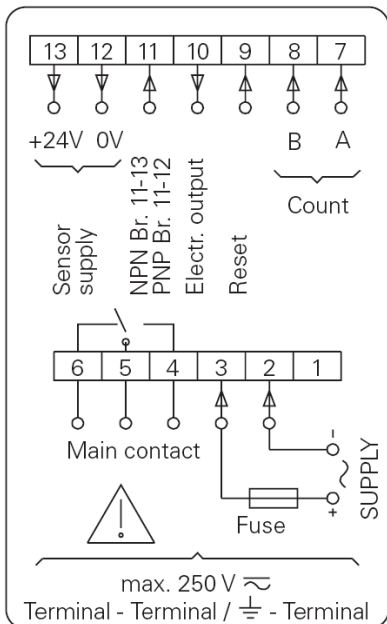 13 12 11 10 9 8 7
+24V 0V
B A
Count
Sensor
supply
NPN Br. 11-13
PNP Br. 11-12
Electr. output
Reset
6 5 4 3 2 1
Main contact
Fuse
-
+
SUPPLY
!
max. 250 V
Terminal - Terminal / - Terminal